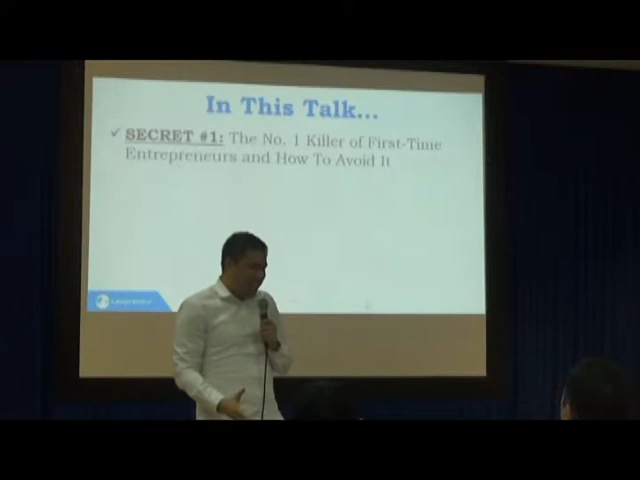 In This Talk...
✓ SECRET #1: The No. 1 Killer of First-Time
Entrepreneurs and How To Avoid It